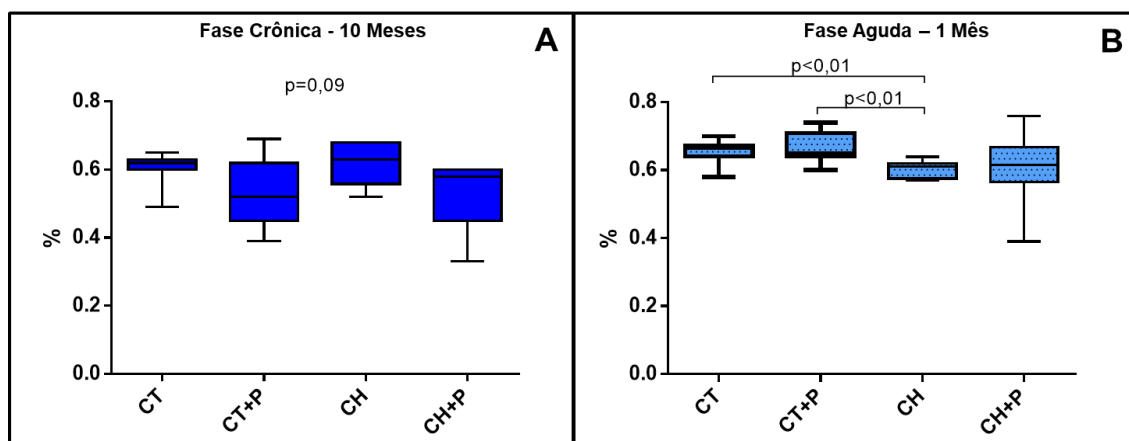 Fase Crônica - 10 Meses
A
p=0,09
0.8
0.6
0.4
0.2
0.0
%
CT
CT+P
CH
CH+P
Fase Aguda – 1 Mês
B
p<0,01
p<0,01
0.8
0.6
0.4
0.2
0.0
%
CT
CT+P
CH
CH+P